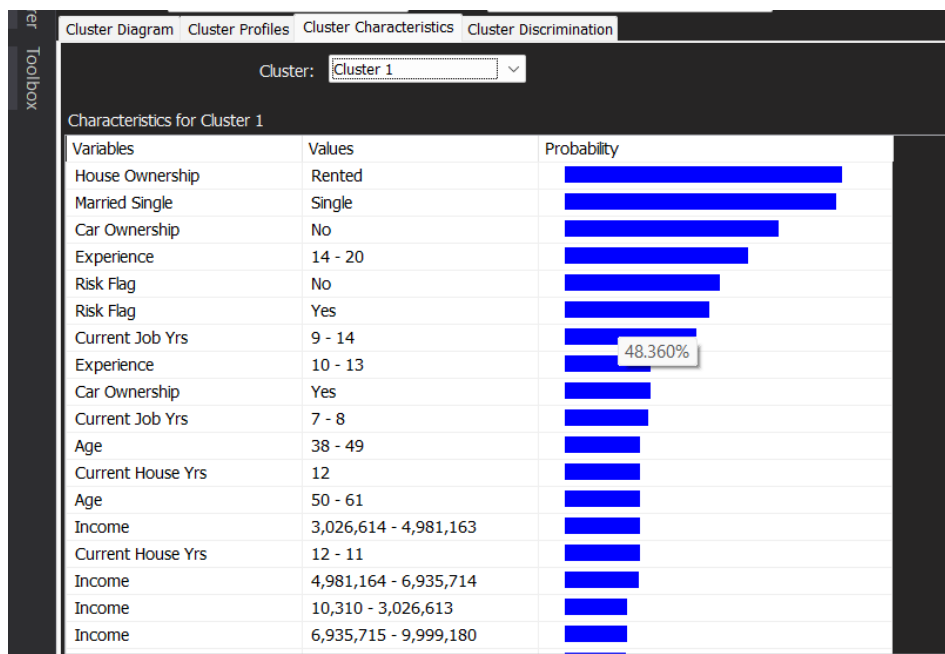 er
Toolbox
Cluster Diagram Cluster Profiles Cluster Characteristics Cluster Discrimination
Cluster: Cluster 1
Characteristics for Cluster 1
Variables Values Probability
House Ownership Rented
Married Single Single
Car Ownership No
Experience 14 - 20
Risk Flag No
Risk Flag Yes
Current Job Yrs 9 - 14
48.360%
Experience 10 - 13
Car Ownership Yes
Current Job Yrs 7 - 8
Age 38 - 49
Current House Yrs 12
Age 50 - 61
Income 3,026,614 - 4,981,163
Current House Yrs 12 - 11
Income 4,981,164 - 6,935,714
Income 10,310 - 3,026,613
Income 6,935,715 - 9,999,180